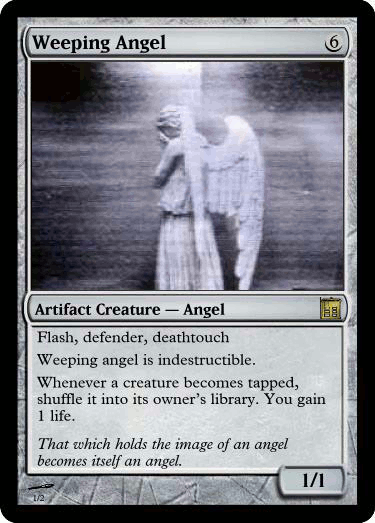 Weeping Angel 6
Artifact Creature — Angel
Flash, defender, deathtouch
Weeping angel is indestructible.
Whenever a creature becomes tapped,
shuffle it into its owner's library. You gain
1 life.
That which holds the image of an angel
becomes itself an angel.
1/1
1/2